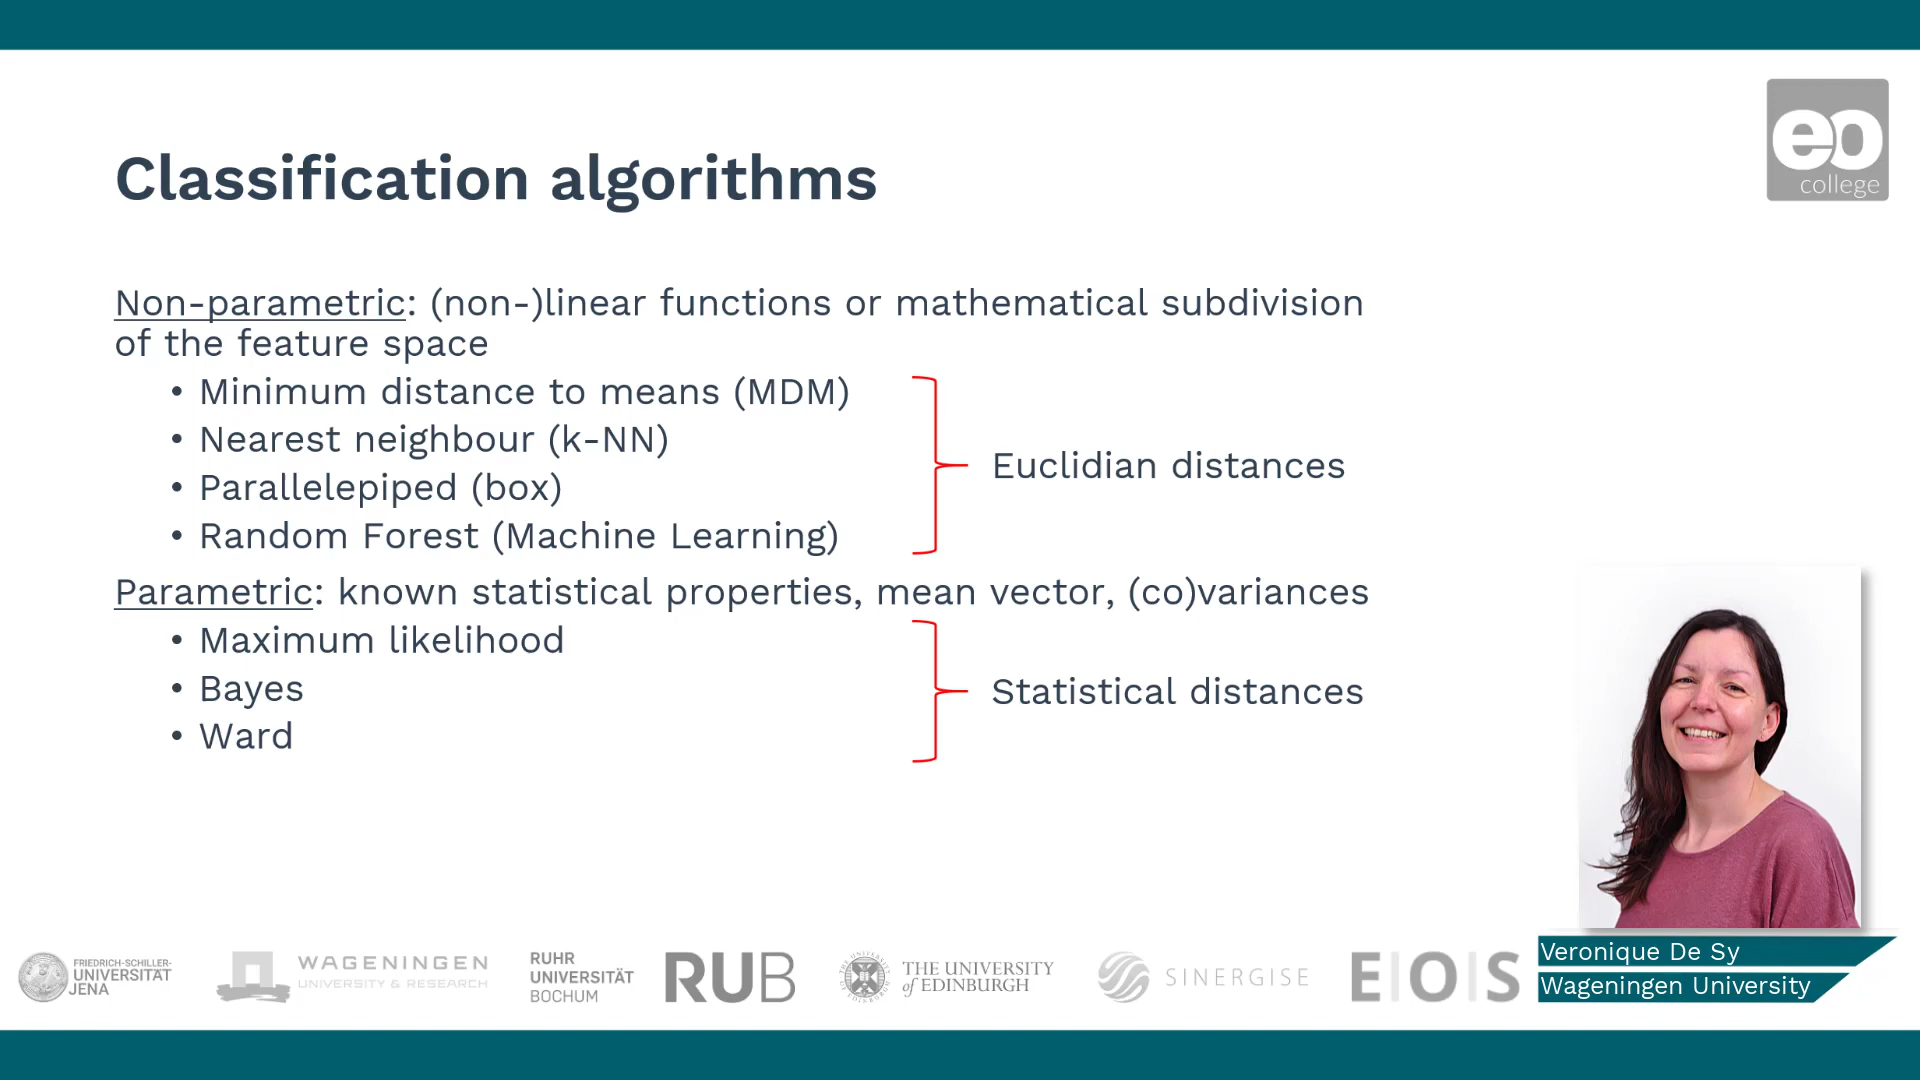 eo
college
Classification algorithms
Non-parametric: (non-)linear functions or mathematical subdivision
of the feature space
• Minimum distance to means (MDM)
• Nearest neighbour (k-NN)
• Parallelepiped (box)
• Random Forest (Machine Learning)
Euclidian distances
Parametric: known statistical properties, mean vector, (co)variances
• Maximum likelihood
• Bayes
• Ward
Statistical distances
FRIEDRICH-SCHILLER-
UNIVERSITÄT
JENA
WAGENINGEN
UNIVERSITY & RESEARCH
RUHR
UNIVERSITÄT
BOCHUM
RUB
THE UNIVERSITY
of EDINBURGH
SINERGISE
E|O|S
Veronique De Sy
Wageningen University